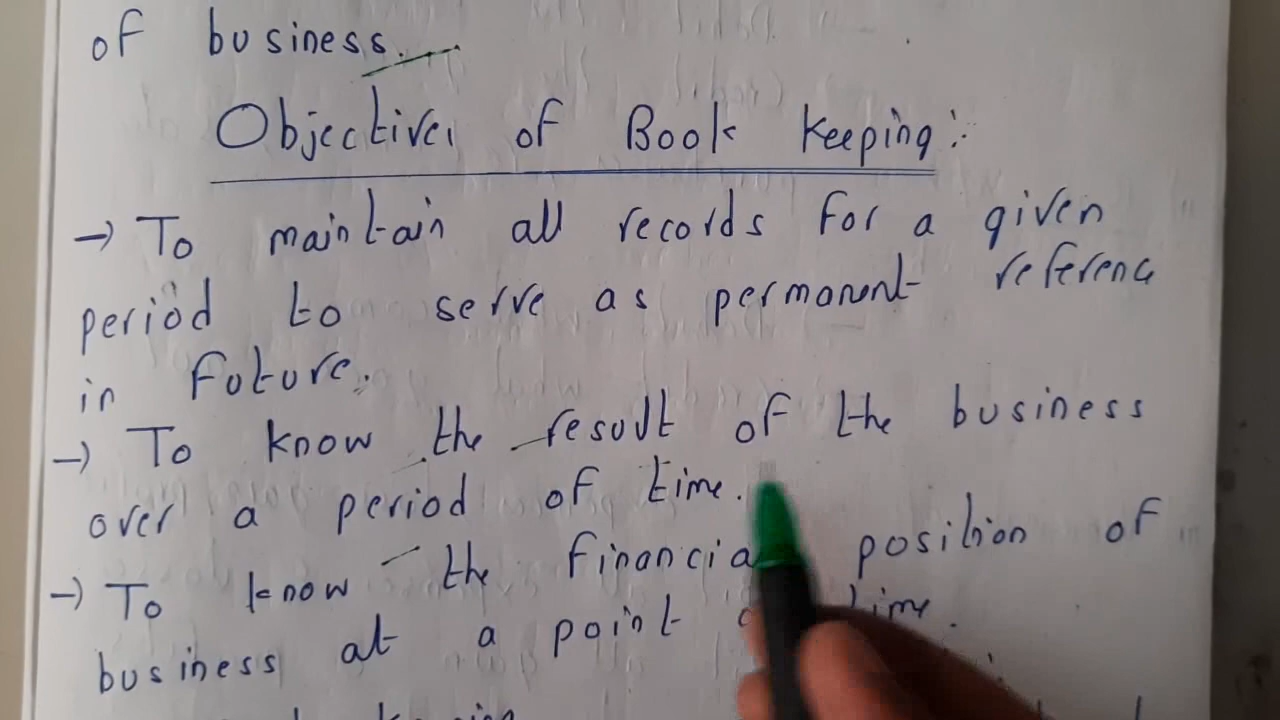 of business.
Objectives of Book Keeping:
→ To maintain all records for a given
period to serve as permanent reference
in future.
→ To know the result of the business
over a period of time.
→ To know the financial position of
business at a point of time.